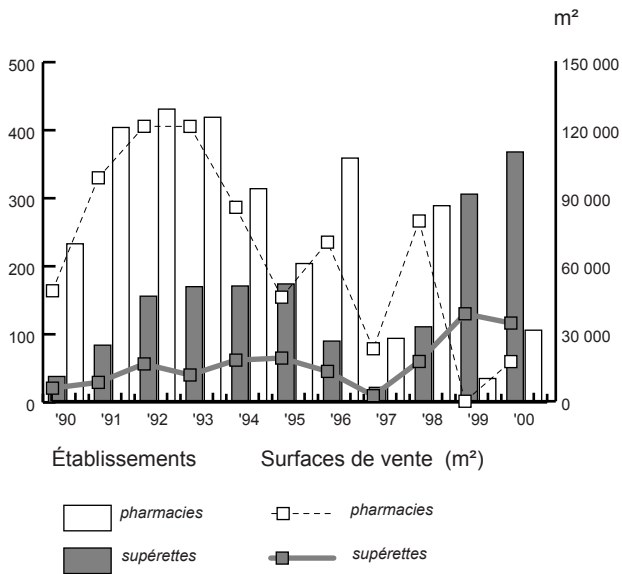 m²
500 150 000
400 120 000
300 90 000
200 60 000
100 30 000
0 0
'90 '91 '92 '93 '94 '95 '96 '97 '98 '99 '00
Établissements Surfaces de vente (m²)
pharmacies pharmacies
supérettes supérettes